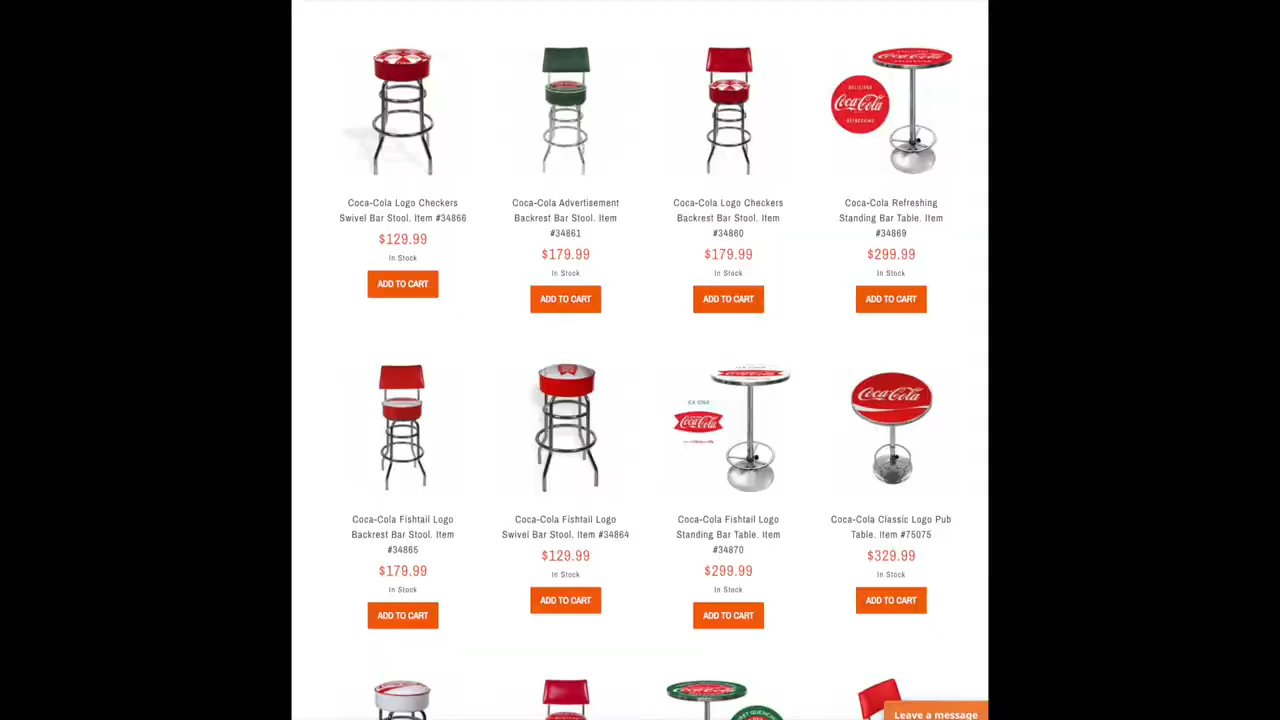 DELICIOUS
Coca-Cola
REFRESHING
Coca-Cola Logo Checkers
Swivel Bar Stool. Item #34866
$129.99
In Stock
ADD TO CART
Coca-Cola Advertisement
Backrest Bar Stool. Item
#34861
$179.99
In Stock
ADD TO CART
Coca-Cola Logo Checkers
Backrest Bar Stool. Item
#34860
$179.99
In Stock
ADD TO CART
Coca-Cola Refreshing
Standing Bar Table. Item
#34869
$299.99
In Stock
ADD TO CART
Coca-Cola
Coca-Cola
Coca-Cola Fishtail Logo
Backrest Bar Stool. Item
#34865
$179.99
In Stock
ADD TO CART
Coca-Cola Fishtail Logo
Swivel Bar Stool. Item #34864
$129.99
In Stock
ADD TO CART
Coca-Cola Fishtail Logo
Standing Bar Table. Item
#34870
$299.99
In Stock
ADD TO CART
Coca-Cola Classic Logo Pub
Table. Item #75075
$329.99
In Stock
ADD TO CART
Coca-Cola
Leave a message